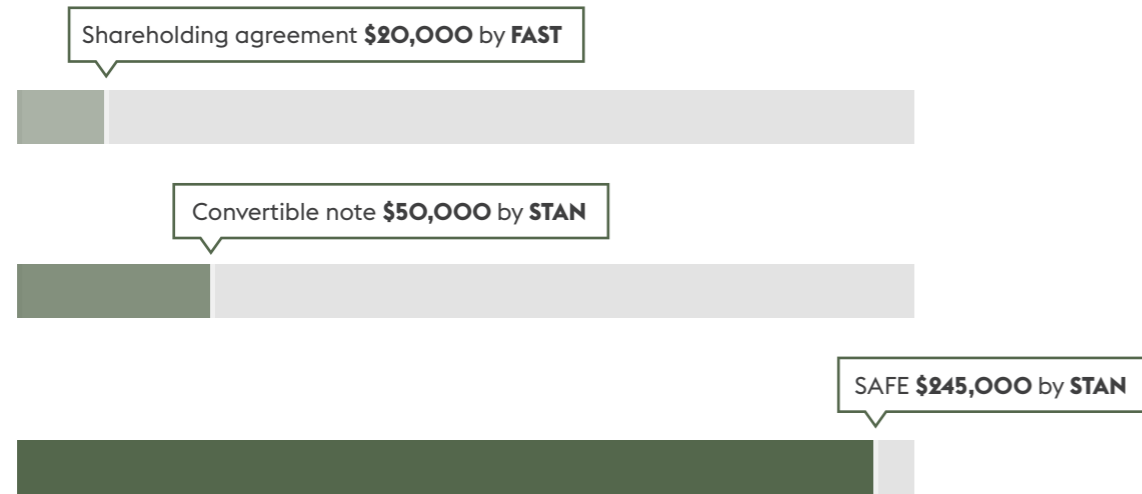 Shareholding agreement $20,000 by FAST
Convertible note $50,000 by STAN
SAFE $245,000 by STAN